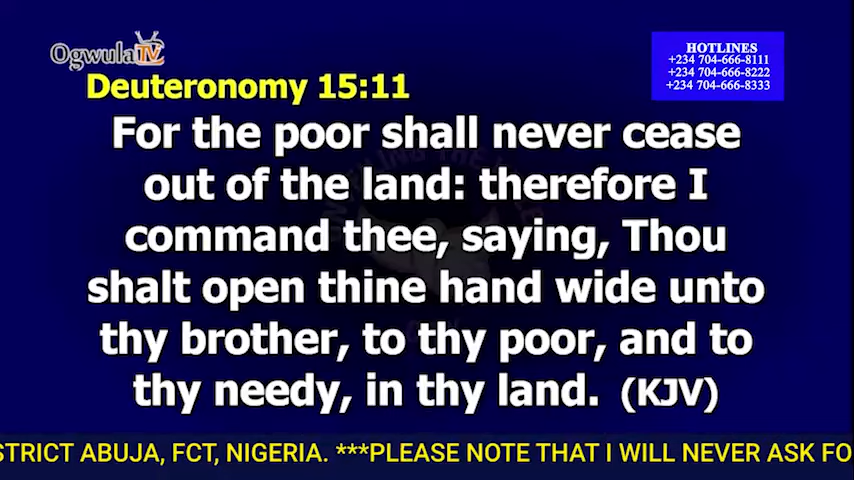 OgwulaTV
HOTLINES
+234 704-666-8111
+234 704-666-8222
+234 704-666-8333
Deuteronomy 15:11
For the poor shall never cease
out of the land: therefore I
command thee, saying, Thou
shalt open thine hand wide unto
thy brother, to thy poor, and to
thy needy, in thy land. (KJV)
STRICT ABUJA, FCT, NIGERIA. ***PLEASE NOTE THAT I WILL NEVER ASK FO